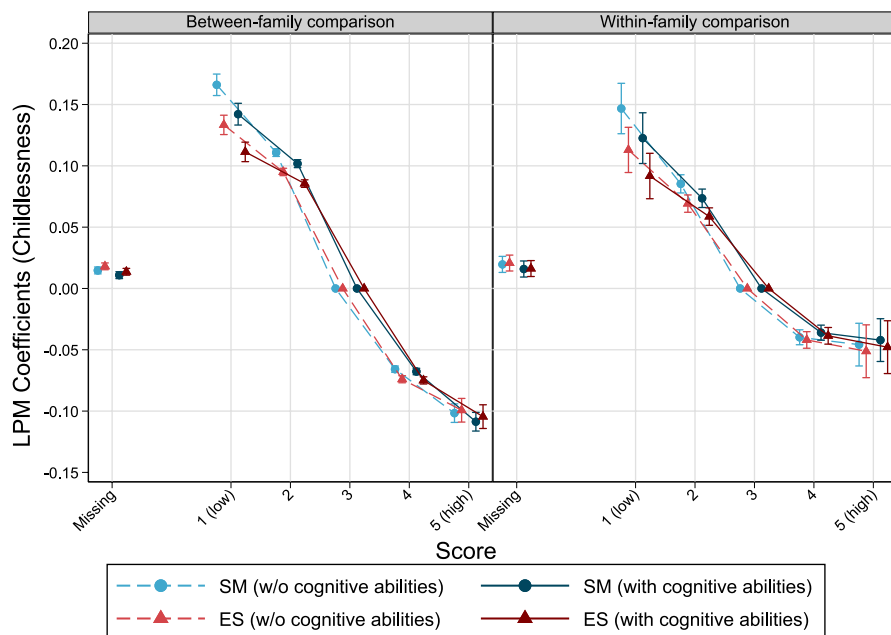 Between-family comparison
Within-family comparison
LPM Coefficients (Childlessness)
0.20
0.15
0.10
0.05
0.00
-0.05
-0.10
-0.15
Missing
1 (low)
2
3
4
5 (high)
Missing
1 (low)
2
3
4
5 (high)
Score
SM (w/o cognitive abilities)
SM (with cognitive abilities)
ES (w/o cognitive abilities)
ES (with cognitive abilities)